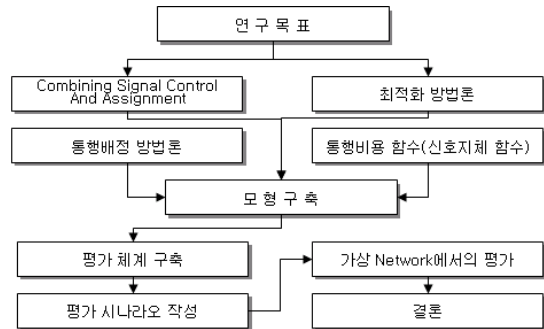 연구목표
Combining Signal Control
And Assignment
최적화 방법론
통행배정 방법론
통행비용 함수(신호지체 함수)
모형구축
평가 체계 구축
가상 Network에서의 평가
평가 시나라오 작성
결론